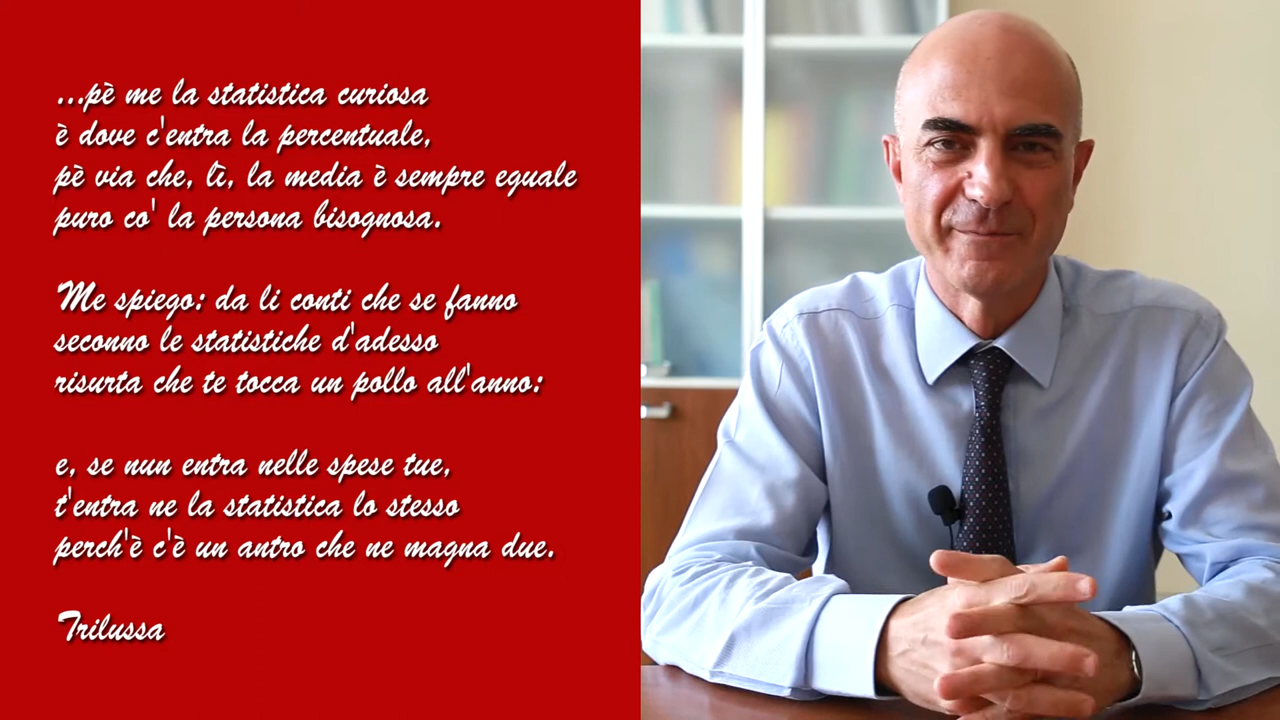 ...pè me la statistica curiosa
è dove c'entra la percentuale,
pè via che, lì, la media è sempre eguale
puro co' la persona bisognosa.
Me spiego: da li conti che se fanno
seconno le statistiche d'adesso
risurta che te tocca un pollo all'anno:
e, se nun entra nelle spese tue,
t'entra ne la statistica lo stesso
perch'è c'è un antro che ne magna due.
Trilussa